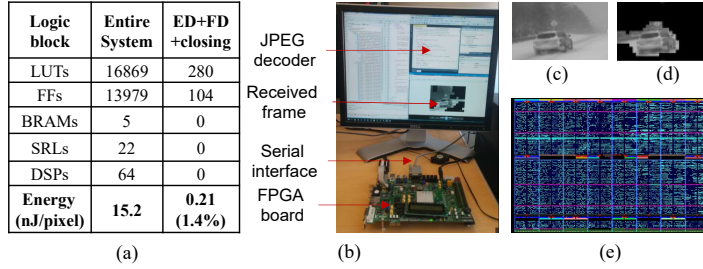 Logic block | Entire System | ED+FD +closing
LUTs | 16869 | 280
FFs | 13979 | 104
BRAMs | 5 | 0
SRLs | 22 | 0
DSPs | 64 | 0
Energy (nJ/pixel) | 15.2 | 0.21 (1.4%)
(a)
JPEG decoder
Received frame
Serial interface
FPGA board
(b)
(c)
(d)
(e)